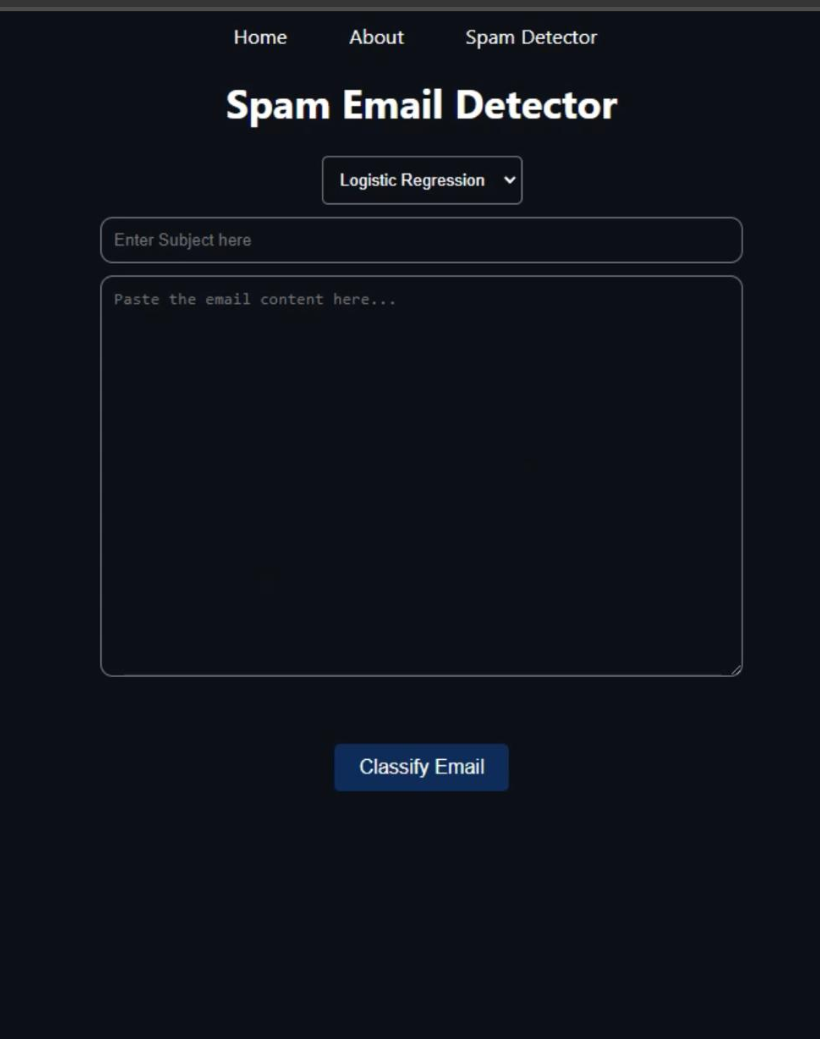 Home About Spam Detector
Spam Email Detector
Logistic Regression
Enter Subject here
Paste the email content here...
Classify Email